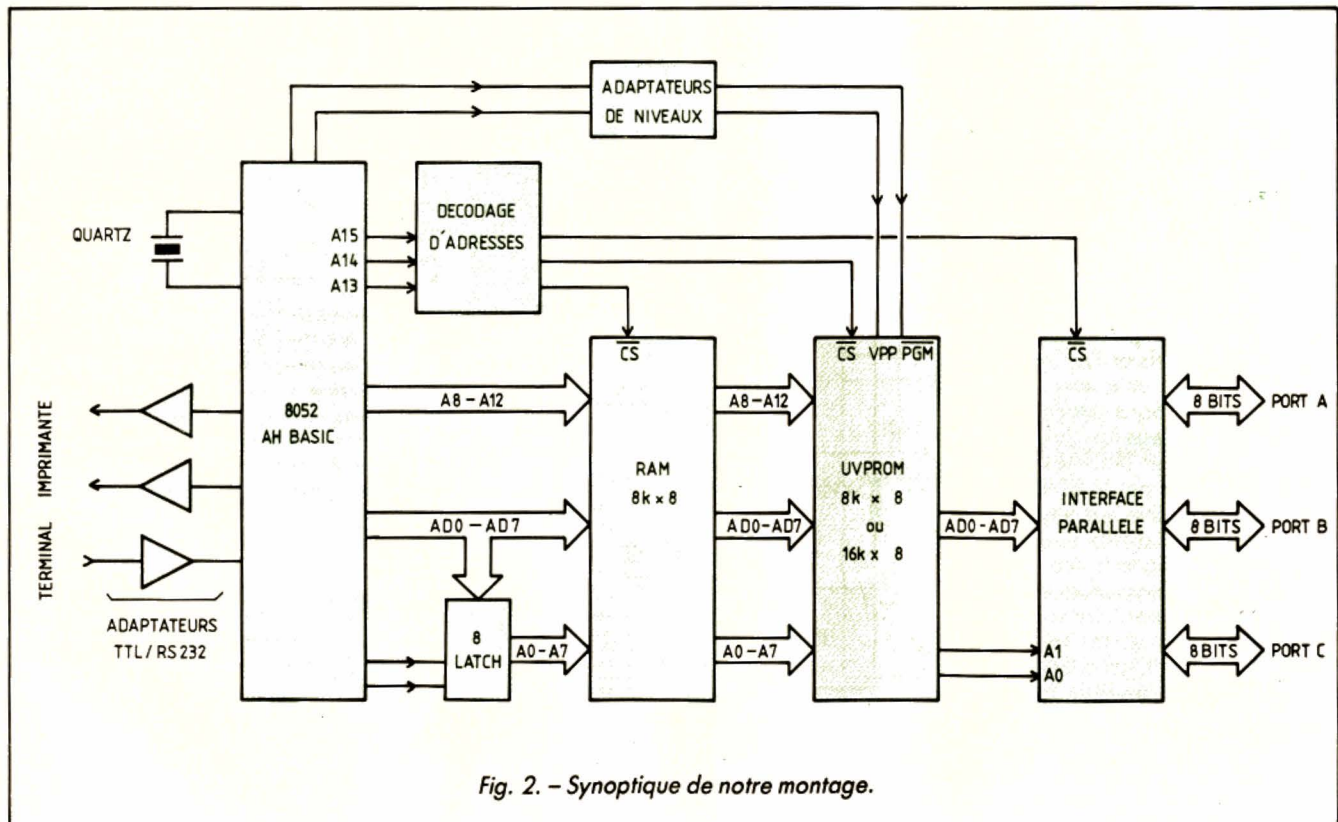 ADAPTATEURS
DE NIVEAUX
QUARTZ
A15
A14
A13
DECODAGE
D'ADRESSES
8052
AH BASIC
TERMINAL IMPRIMANTE
ADAPTATEURS
TTL / RS 232
A8-A12
AD0-AD7
8
LATCH
A0-A7
CS
RAM
8k x 8
A8-A12
AD0-AD7
A0-A7
CS VPP PGM
UVPROM
8k x 8
ou
16k x 8
AD0-AD7
CS
INTERFACE
PARALLELE
A1
A0
8 BITS PORT A
8 BITS PORT B
8 BITS PORT C
Fig. 2. – Synoptique de notre montage.